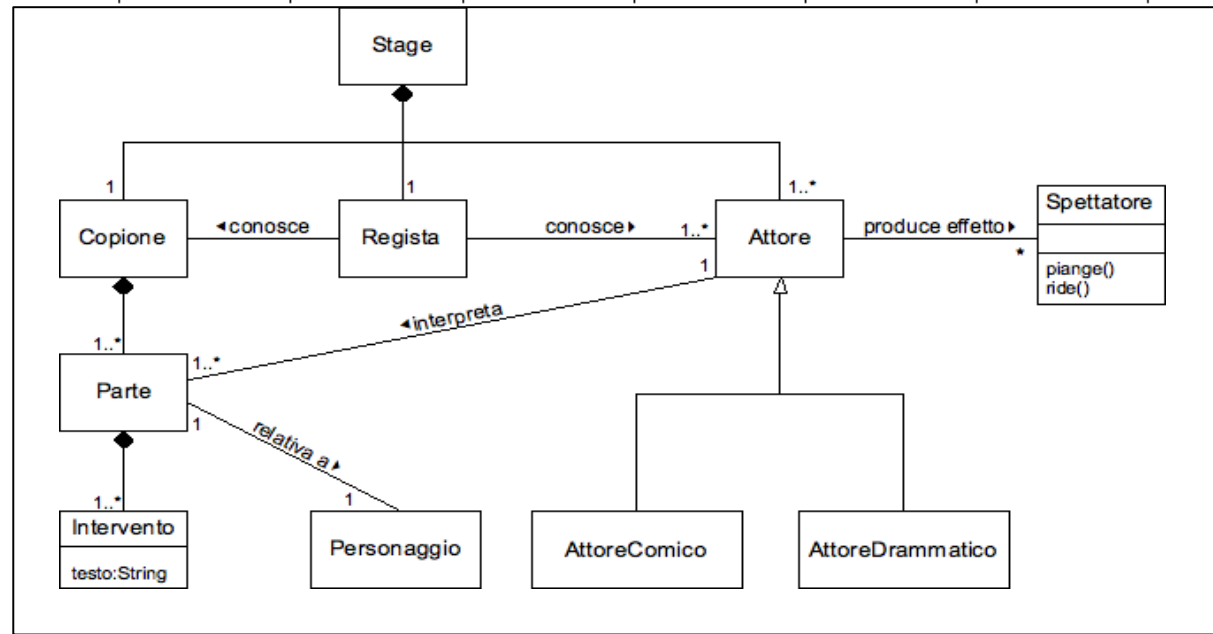 Stage
1
1
1..*
Copione
◄conosce
Regista
conosce►
1..*
Attore
produce effetto►
*
Spettatore
piange()
ride()
1
◄interpreta
1..*
1..*
Parte
1
relativa a►
1
1..*
Intervento
testo:String
Personaggio
AttoreComico
AttoreDrammatico